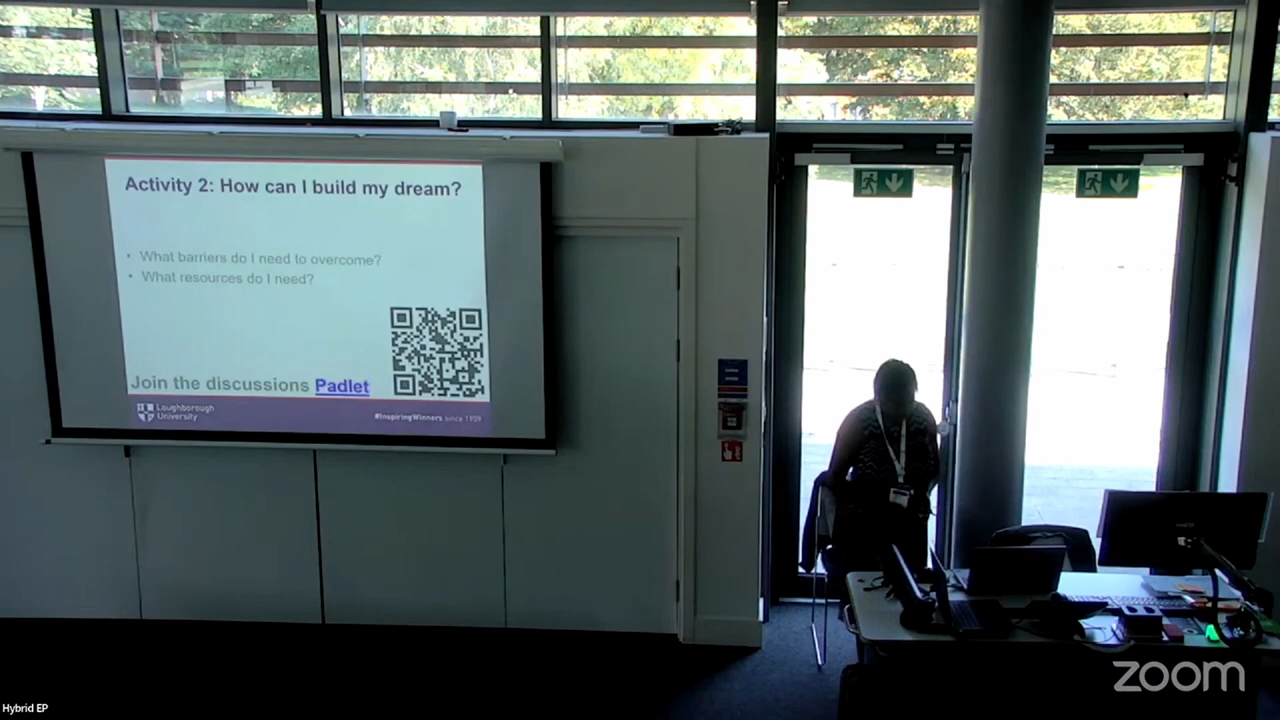 Activity 2: How can I build my dream?
• What barriers do I need to overcome?
• What resources do I need?
Join the discussions Padlet
Loughborough
University
#InspiringWinners since 1909
zoom
Hybrid EP